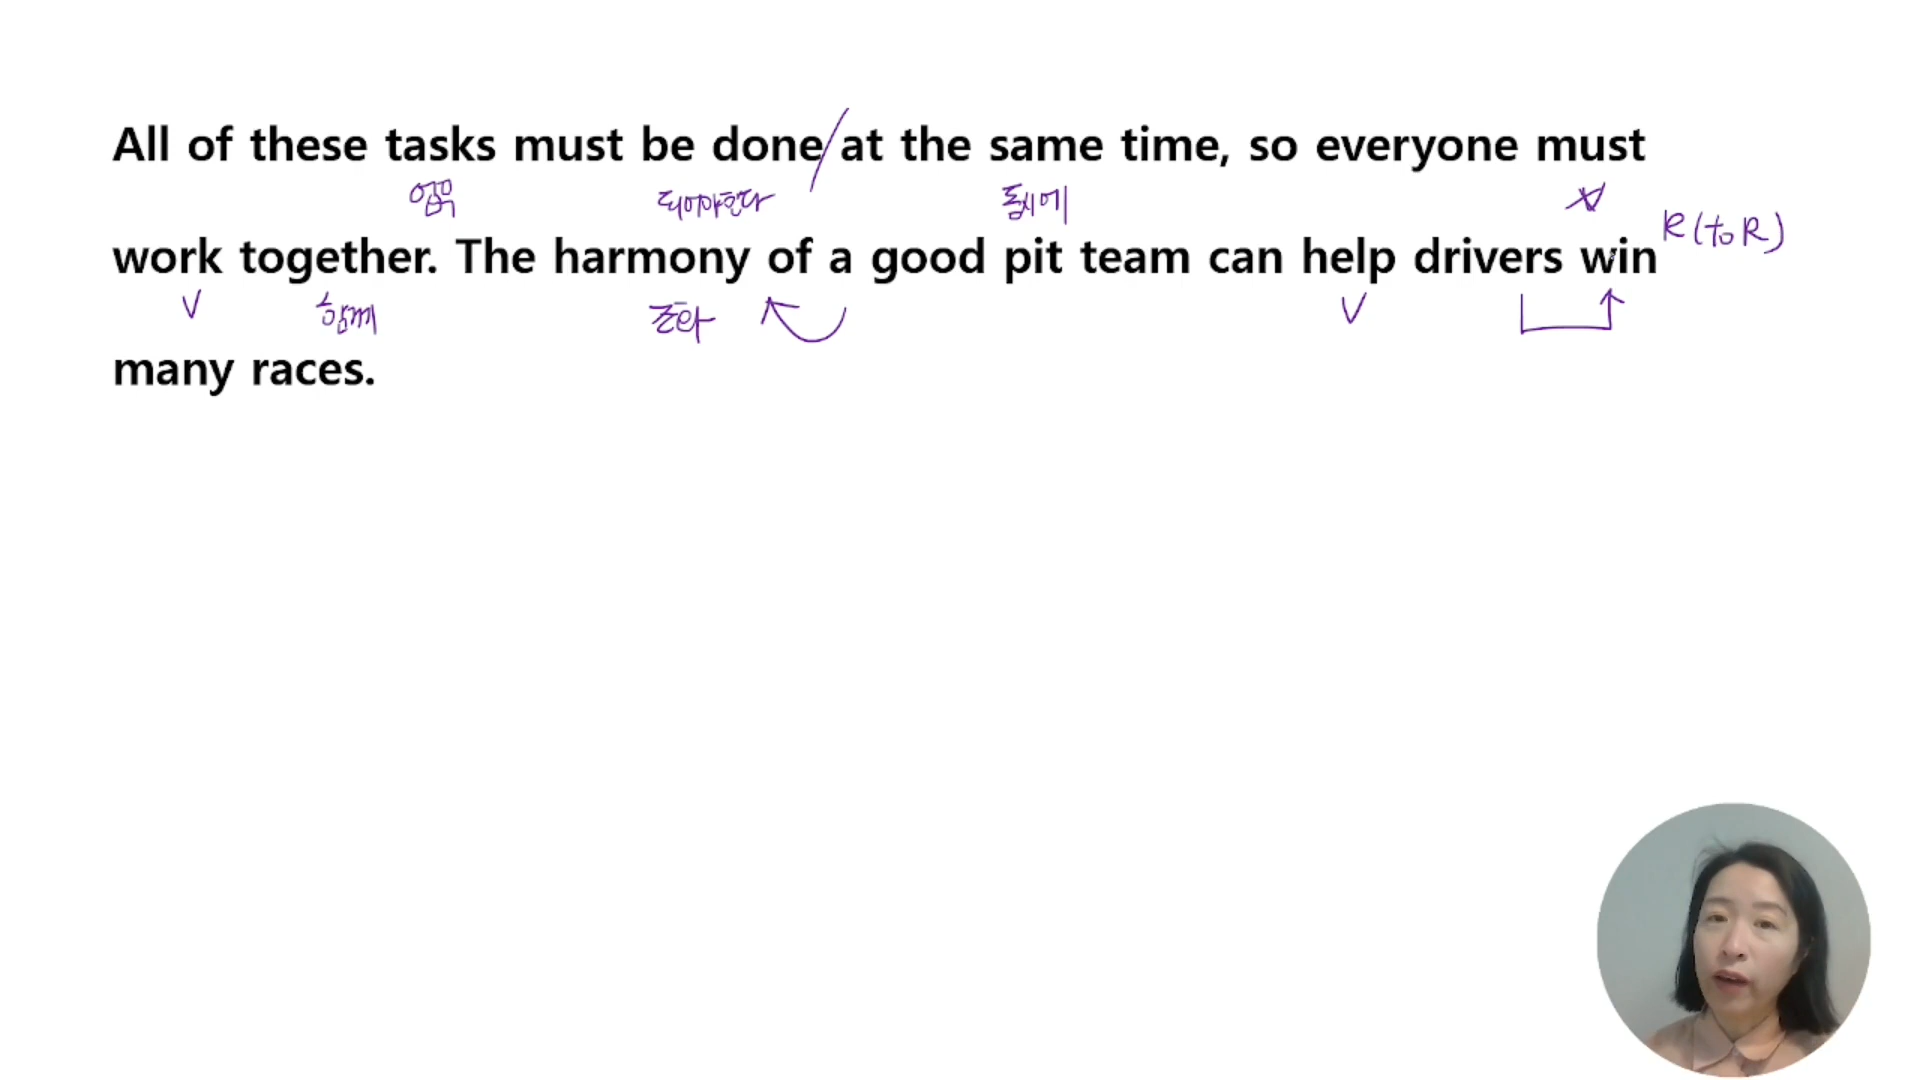 All of these tasks must be done / at the same time, so everyone must
업무 되어야한다 동시에
work together. The harmony of a good pit team can help drivers win R(to R)
V 함께 조화 V
many races.